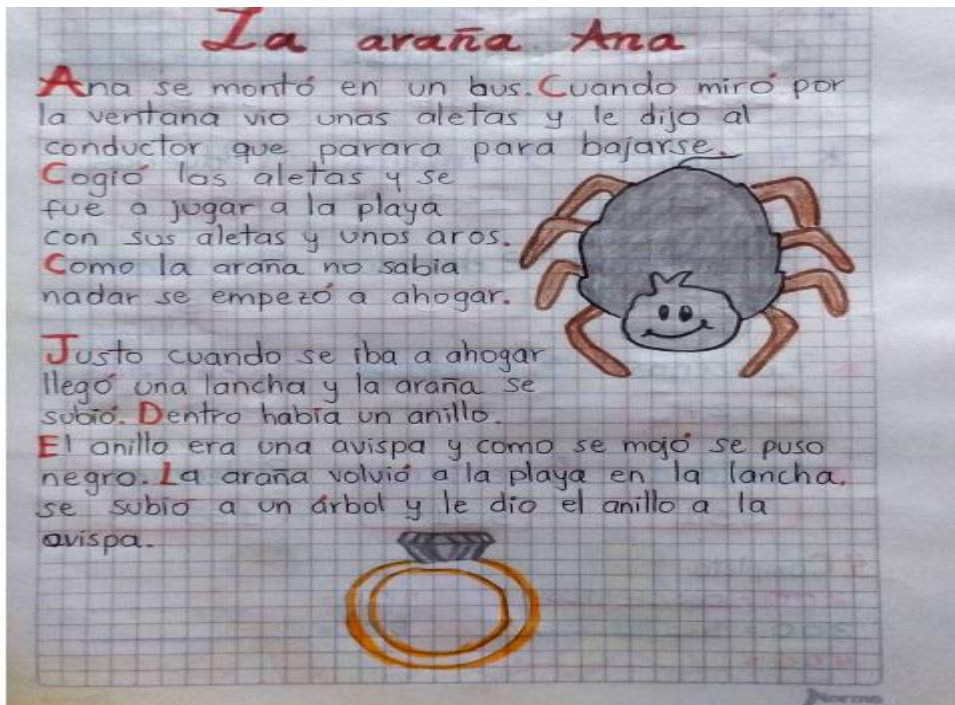 La araña Ana
Ana se montó en un bus. Cuando miró por
la ventana vio unas aletas y le dijo al
conductor que parara para bajarse.
Cogió las aletas y se
fue a jugar a la playa
con sus aletas y unos aros.
Como la araña no sabia
nadar se empezó a ahogar.
Justo cuando se iba a ahogar
llegó una lancha y la araña se
subió. Dentro había un anillo.
El anillo era una avispa y como se mojó se puso
negro. La araña volvió a la playa en la lancha.
se subio a un árbol y le dio el anillo a la
avispa.
Norma